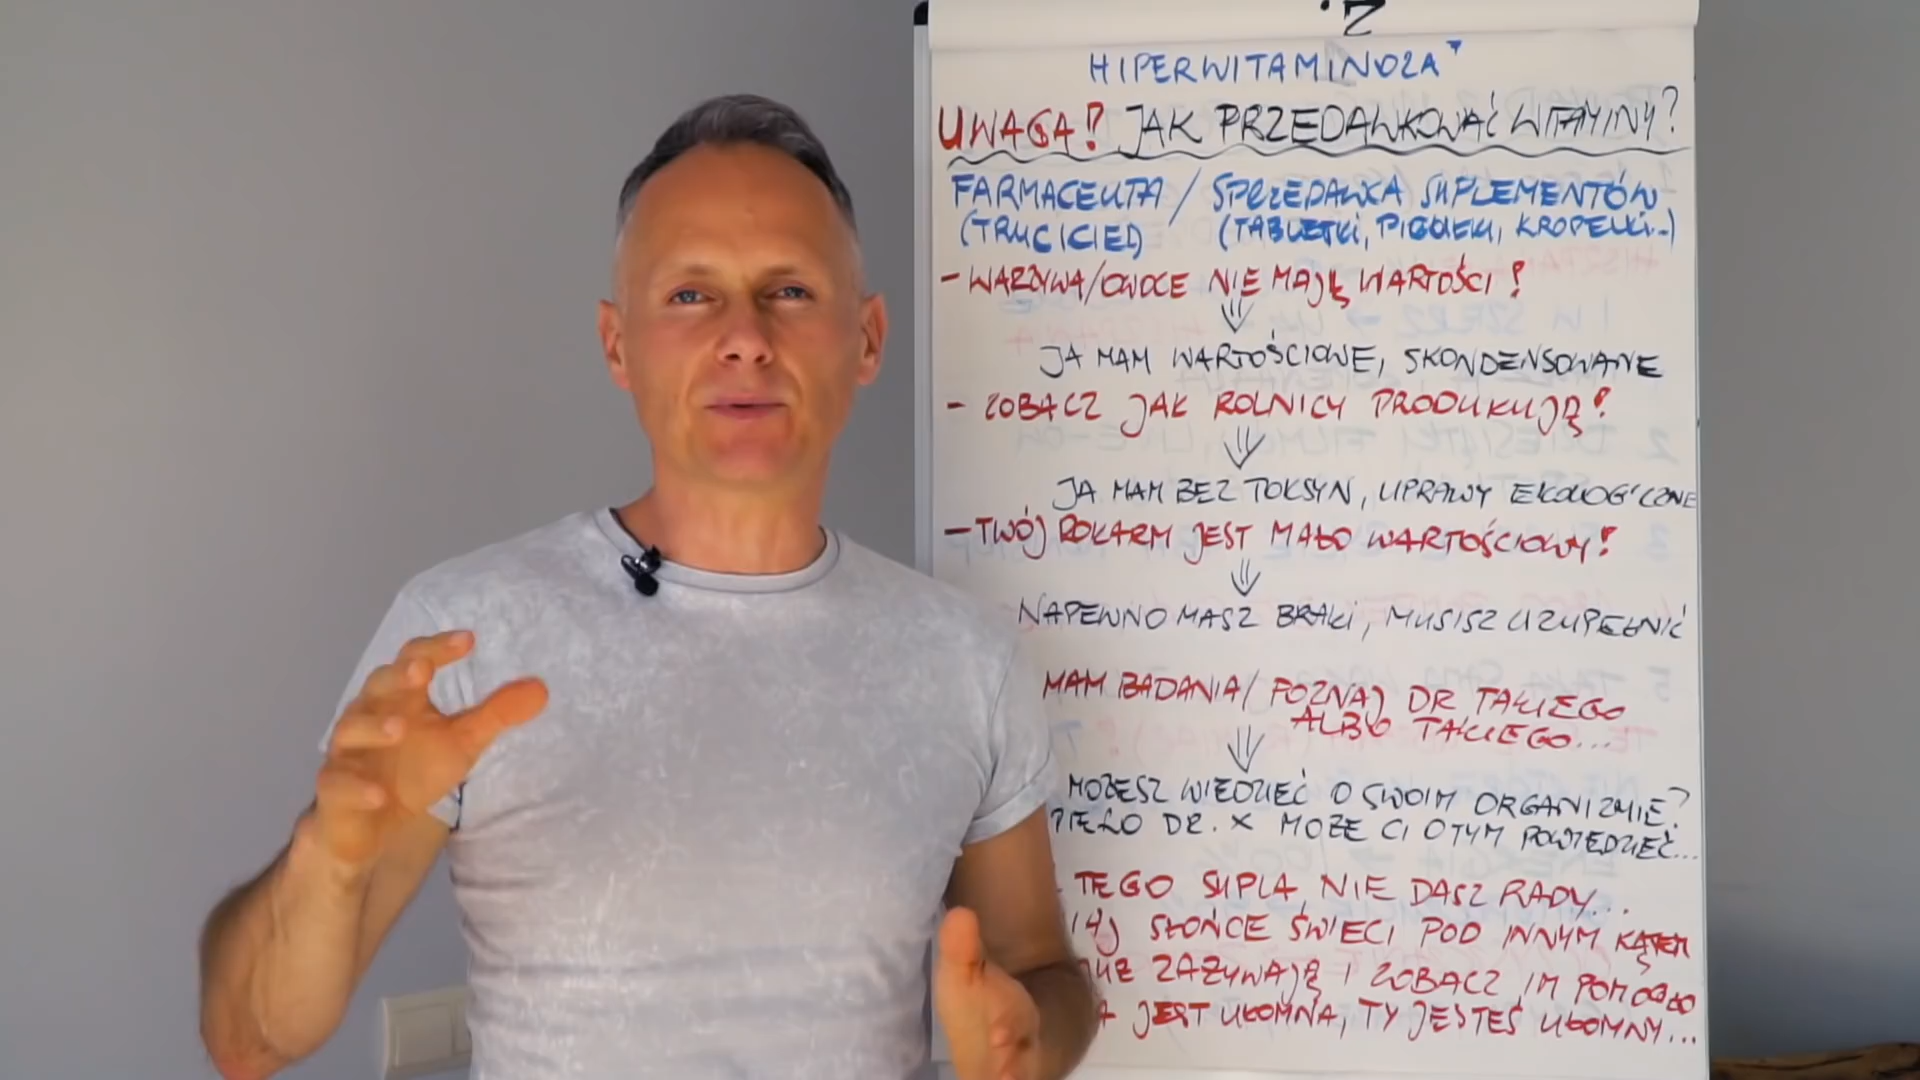 2.
HIPERWITAMINOZA
UWAGA! JAK PRZEDAWKOWAĆ WITAMINY?
FARMACEUTA / SPRZEDAWCA SUPLEMENTÓW
(TRUCICIEL) (TABLETKI, PIGUŁKI, KROPELKI..)
- WARZYWA/OWOCE NIE MAJĄ WARTOŚCI!
JA MAM WARTOŚCIOWE, SKONDENSOWANE
- ZOBACZ JAK ROLNICY PRODUKUJĄ!
JA MAM BEZ TOKSYN, UPRAWY EKOLOGICZNE
- TWÓJ POKARM JEST MAŁO WARTOŚCIOWY!
NAPEWNO MASZ BRAKI, MUSISZ UZUPEŁNIĆ
MAM BADANIA/ POZNAJ DR TAKIEGO
ALBO TAKIEGO...
MOŻESZ WIEDZIEĆ O SWOIM ORGANIZMIE?
DR. X MOŻE CI O TYM POWIEDZIEĆ...
TEGO SUPLA, NIE DASZ RADY...
SŁOŃCE ŚWIECI POD INNYM KĄTEM
ZAŻYWAJĄ I ZOBACZ IM POMOGŁO
JEST UŁOMNA, TY JESTEŚ UŁOMNY...